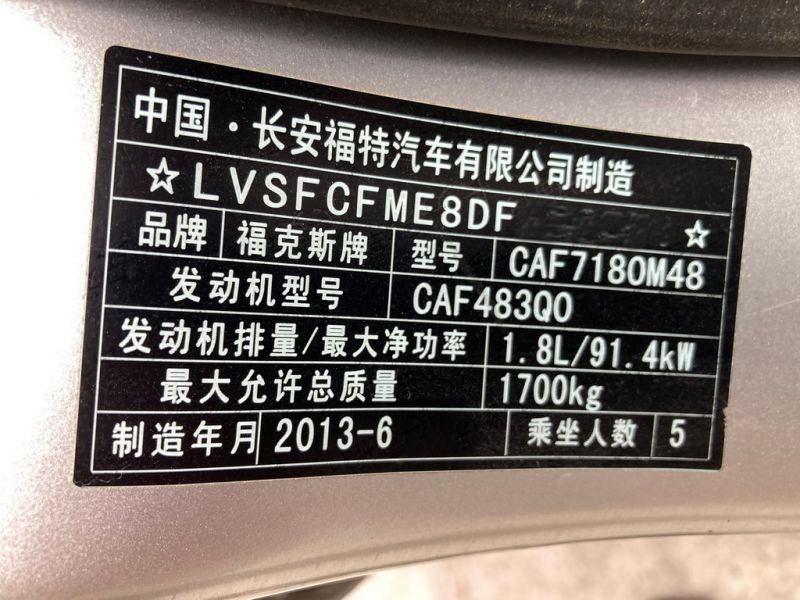 中国·长安福特汽车有限公司制造
☆LVSFCFME8DF ☆
品牌 福克斯牌 型号 CAF7180M48
发动机型号 CAF483Q0
发动机排量/最大净功率 1.8L/91.4kW
最大允许总质量 1700kg
制造年月 2013-6 乘坐人数 5